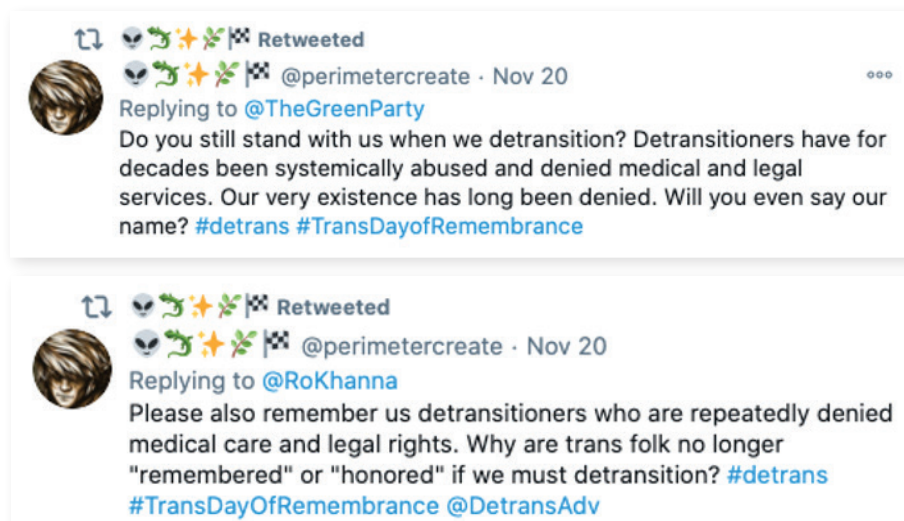 👽🦎✨🌿🏁 Retweeted
👽🦎✨🌿🏁 @perimetercreate · Nov 20
Replying to @TheGreenParty
Do you still stand with us when we detransition? Detransitioners have for
decades been systemically abused and denied medical and legal
services. Our very existence has long been denied. Will you even say our
name? #detrans #TransDayofRemembrance
👽🦎✨🌿🏁 Retweeted
👽🦎✨🌿🏁 @perimetercreate · Nov 20
Replying to @RoKhanna
Please also remember us detransitioners who are repeatedly denied
medical care and legal rights. Why are trans folk no longer
"remembered" or "honored" if we must detransition? #detrans
#TransDayOfRemembrance @DetransAdv